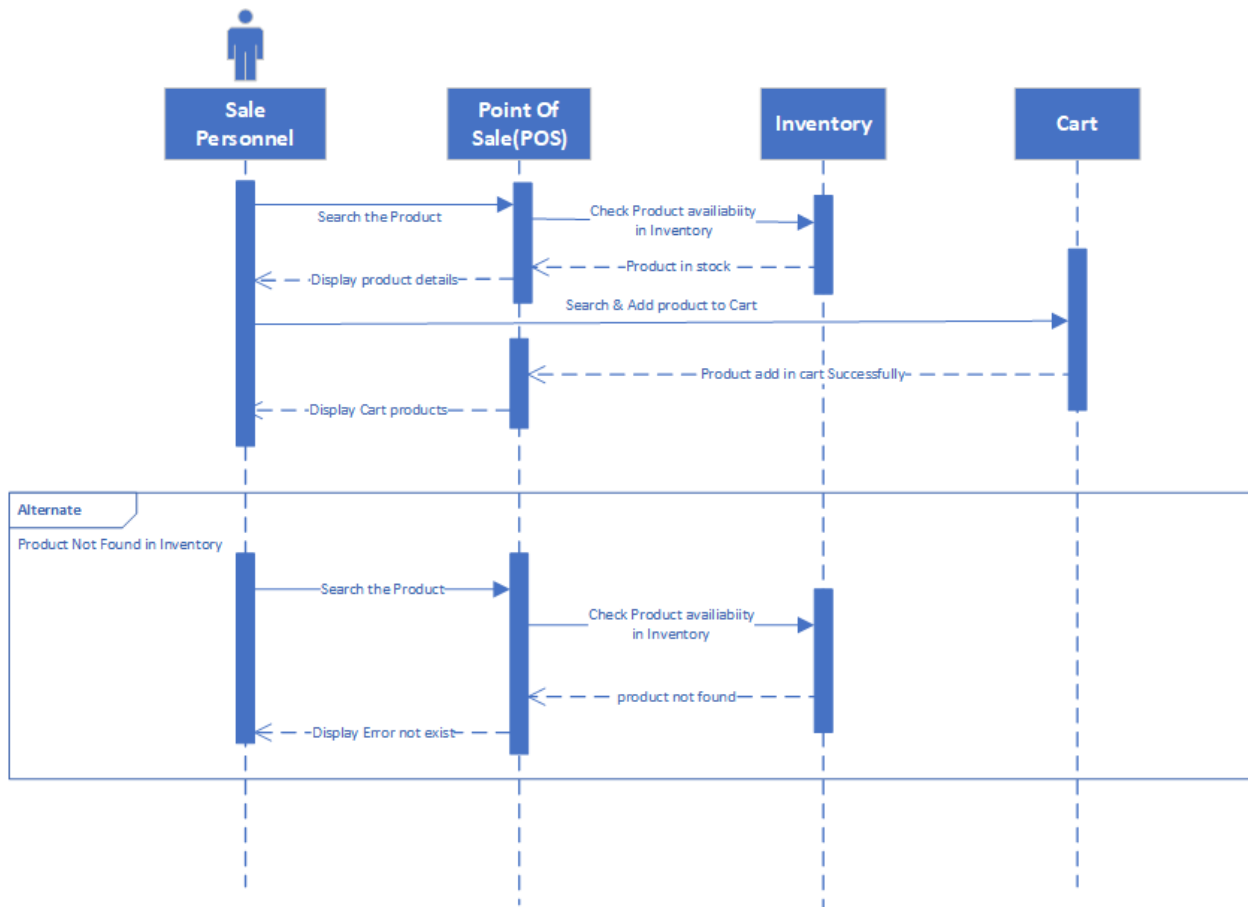 Sale
Personnel
Point Of
Sale(POS)
Inventory
Cart
Search the Product
Check Product availiabiity
in Inventory
Product in stock
Display product details
Search & Add product to Cart
Product add in cart Successfully
Display Cart products
Alternate
Product Not Found in Inventory
Search the Product
Check Product availiabiity
in Inventory
product not found
Display Error not exist